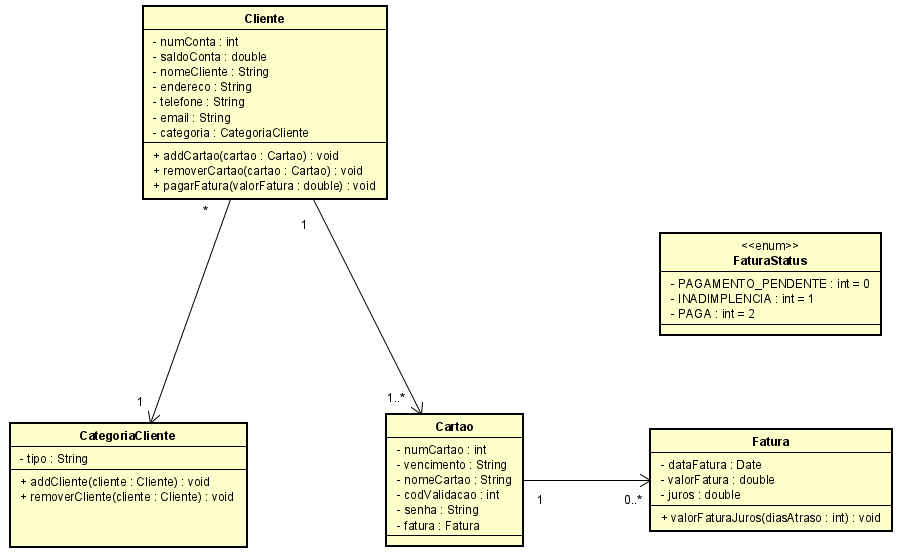 Cliente
- numConta : int
- saldoConta : double
- nomeCliente : String
- endereco : String
- telefone : String
- email : String
- categoria : CategoriaCliente
+ addCartao(cartao : Cartao) : void
+ removerCartao(cartao : Cartao) : void
+ pagarFatura(valorFatura : double) : void
*
1
<<enum>>
FaturaStatus
- PAGAMENTO_PENDENTE : int = 0
- INADIMPLENCIA : int = 1
- PAGA : int = 2
1
1..*
CategoriaCliente
- tipo : String
+ addCliente(cliente : Cliente) : void
+ removerCliente(cliente : Cliente) : void
Cartao
- numCartao : int
- vencimento : String
- nomeCartao : String
- codValidacao : int
- senha : String
- fatura : Fatura
1
0..*
Fatura
- dataFatura : Date
- valorFatura : double
- juros : double
+ valorFaturaJuros(diasAtraso : int) : void